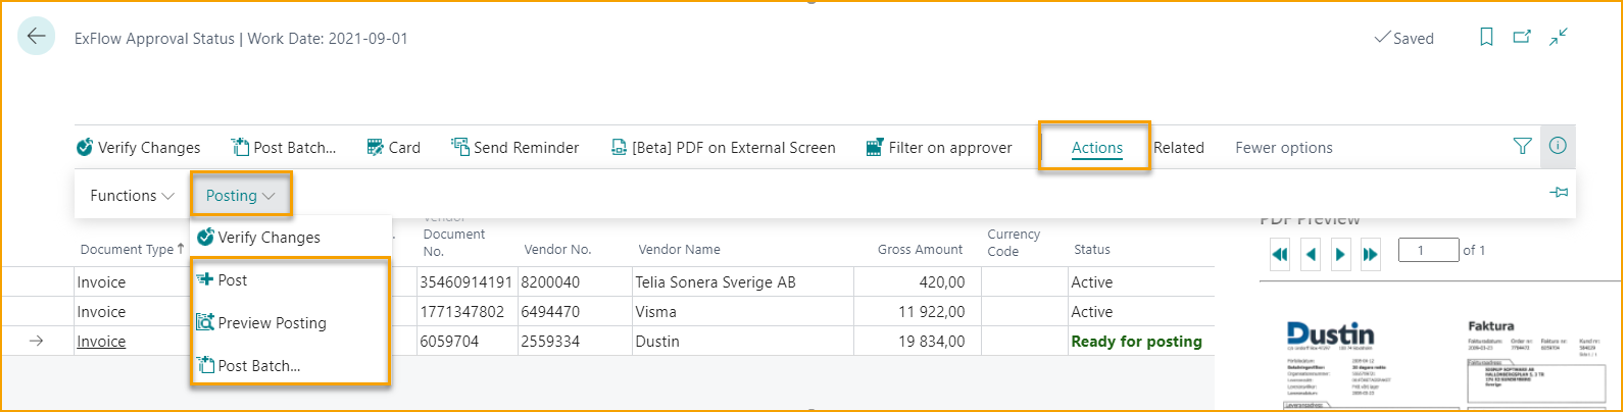 ExFlow Approval Status | Work Date: 2021-09-01
Saved
Verify Changes Post Batch... Card Send Reminder [Beta] PDF on External Screen Filter on approver Actions Related Fewer options
Functions Posting
Verify Changes
Post
Preview Posting
Post Batch...
Document Type Vendor Document No. Vendor No. Vendor Name Gross Amount Currency Code Status
Invoice 35460914191 8200040 Telia Sonera Sverige AB 420,00 Active
Invoice 1771347802 6494470 Visma 11 922,00 Active
Invoice 6059704 2559334 Dustin 19 834,00 Ready for posting
PDF Preview
1 of 1
Dustin
Faktura